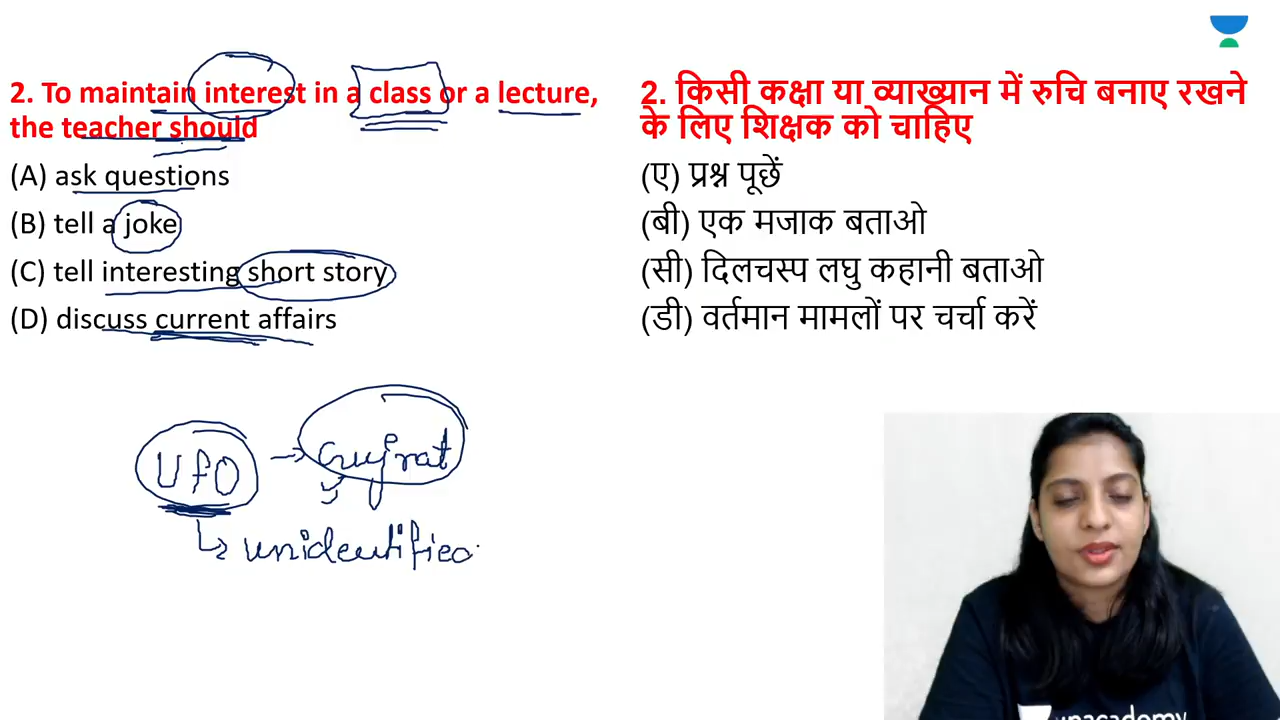 2. To maintain interest in a class or a lecture,
the teacher should
(A) ask questions
(B) tell a joke
(C) tell interesting short story
(D) discuss current affairs
2. किसी कक्षा या व्याख्यान में रुचि बनाए रखने
के लिए शिक्षक को चाहिए
(ए) प्रश्न पूछें
(बी) एक मजाक बताओ
(सी) दिलचस्प लघु कहानी बताओ
(डी) वर्तमान मामलों पर चर्चा करें
UFO → Gujrat
unidentified
unacademy